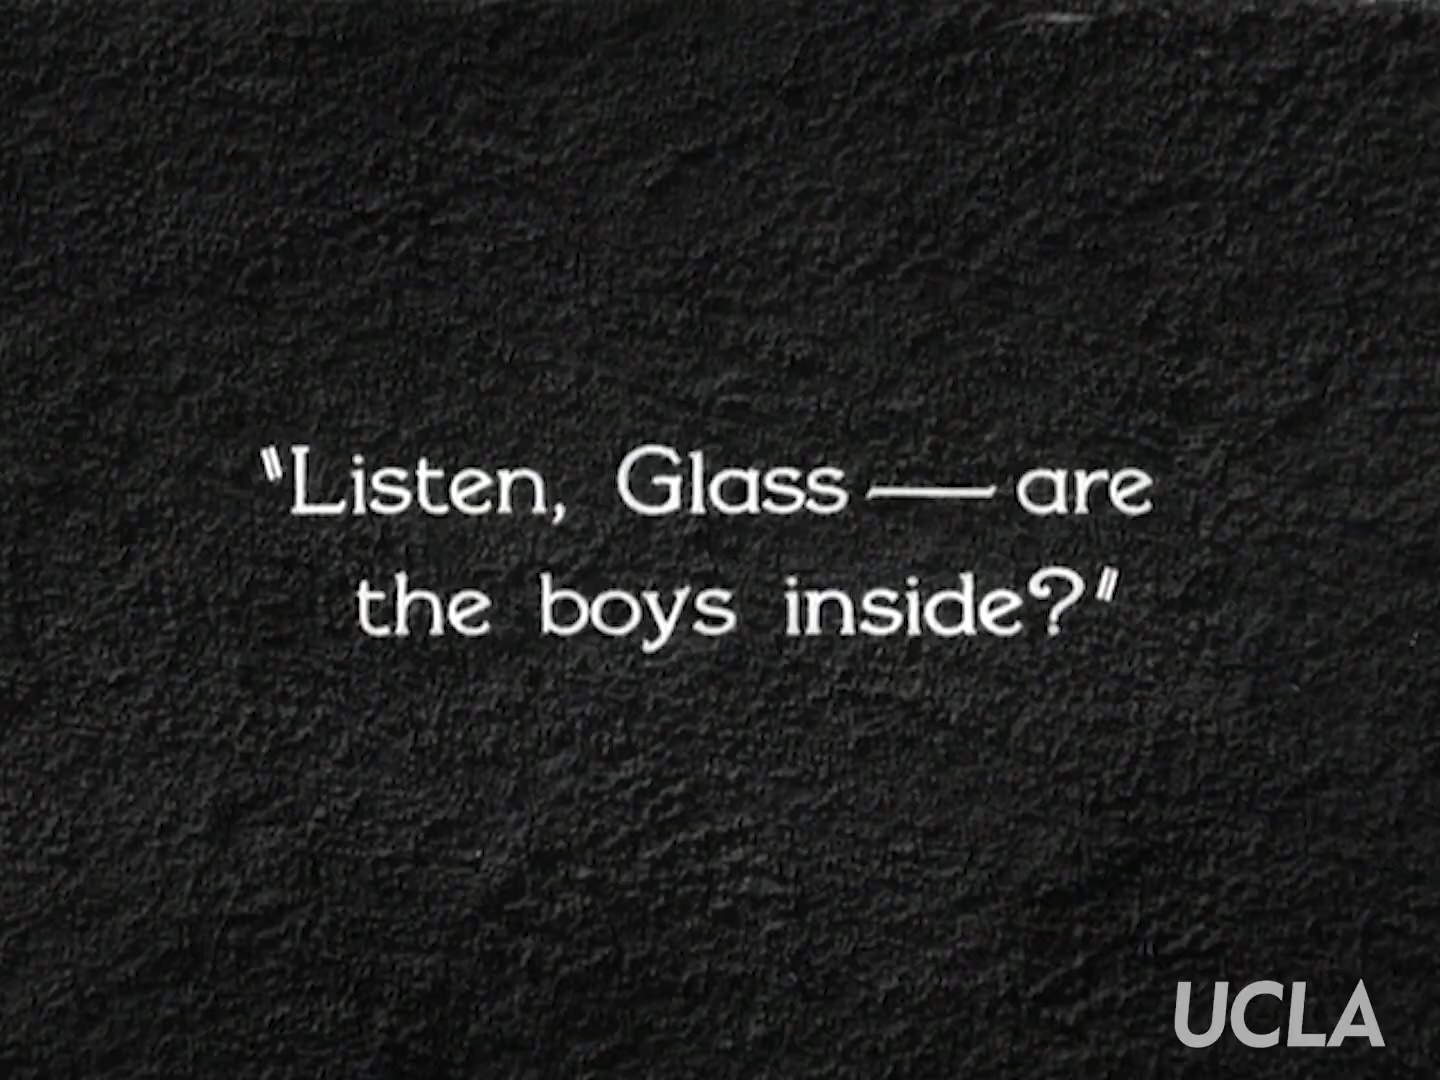 "Listen, Glass — are
the boys inside?"
UCLA